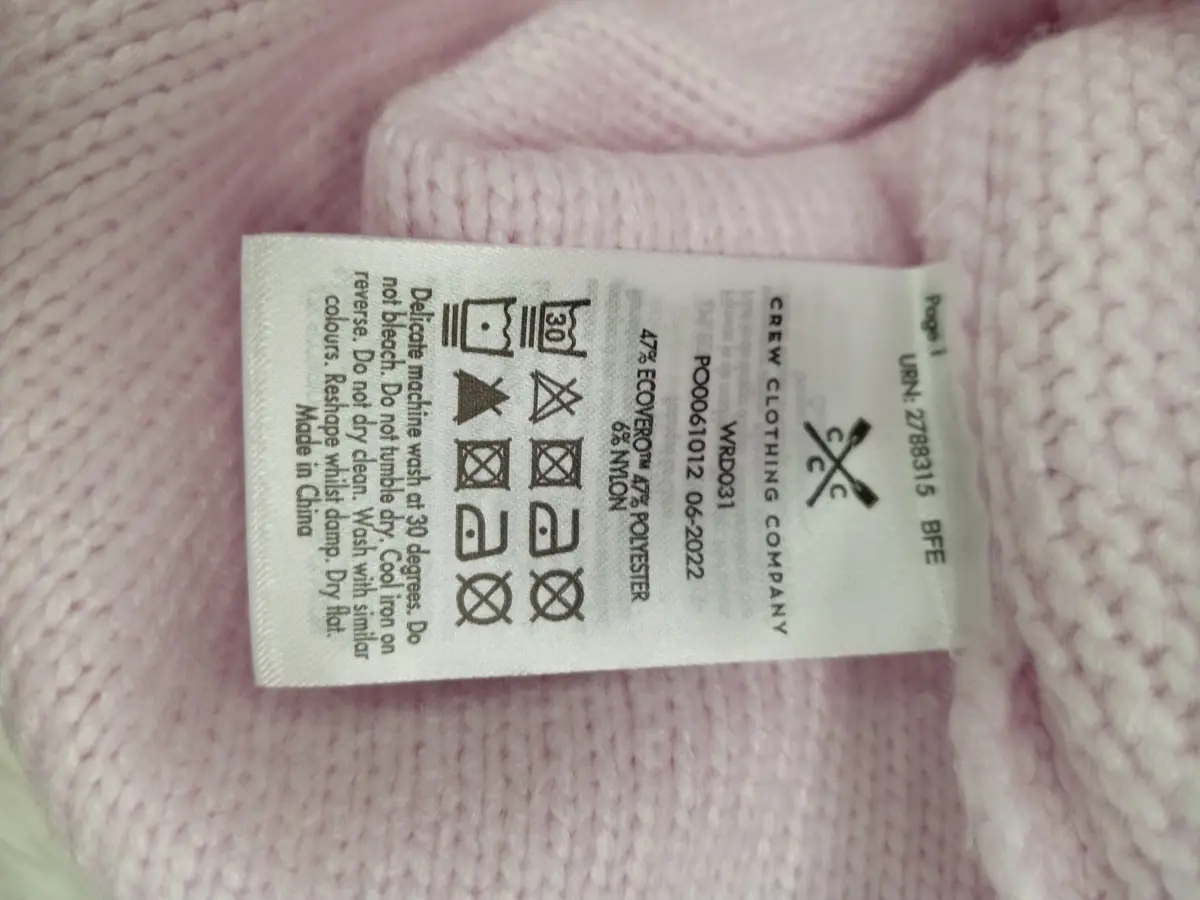 Page 1
URN: 2788315 BFE
C
C C
CREW CLOTHING COMPANY
WRD031
PO0061012 06-2022
47% ECOVERO™ 47% POLYESTER
6% NYLON
30
Delicate machine wash at 30 degrees. Do
not bleach. Do not tumble dry. Cool iron on
reverse. Do not dry clean. Wash with similar
colours. Reshape whilst damp. Dry flat.
Made in China